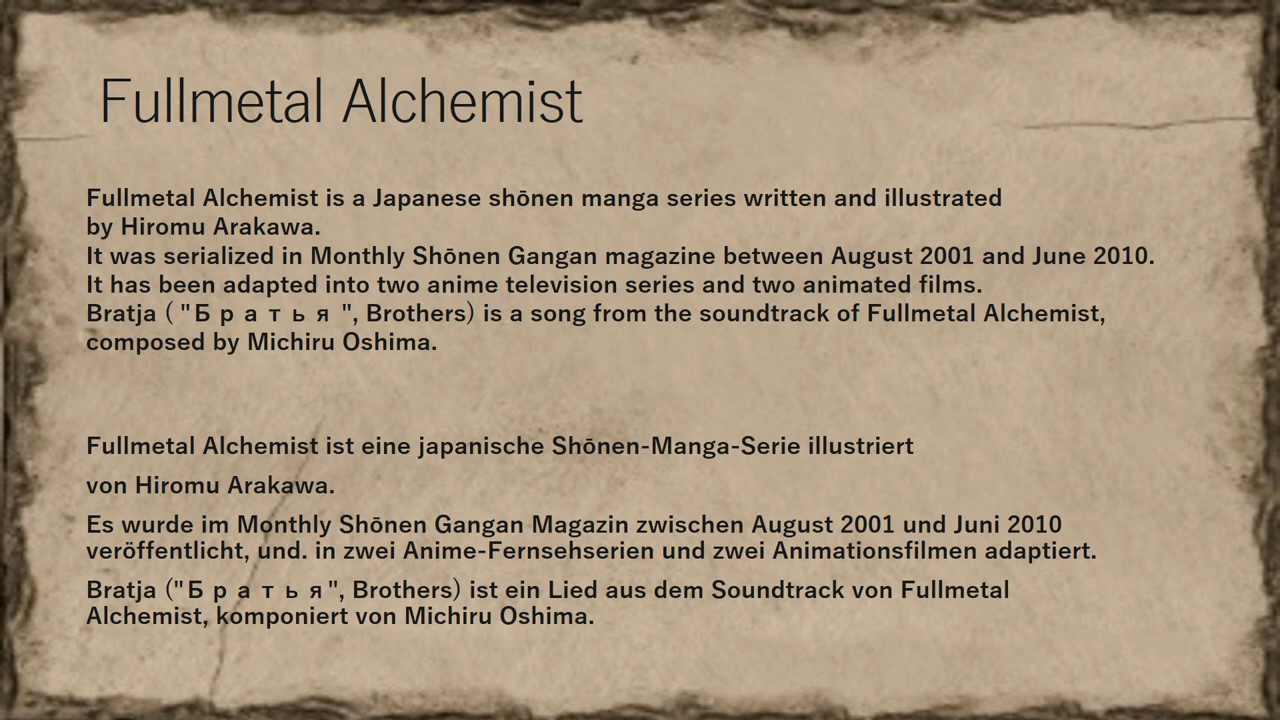 Fullmetal Alchemist
Fullmetal Alchemist is a Japanese shōnen manga series written and illustrated
by Hiromu Arakawa.
It was serialized in Monthly Shōnen Gangan magazine between August 2001 and June 2010.
It has been adapted into two anime television series and two animated films.
Bratja ( "Б р а т ь я ", Brothers) is a song from the soundtrack of Fullmetal Alchemist,
composed by Michiru Oshima.
Fullmetal Alchemist ist eine japanische Shōnen-Manga-Serie illustriert
von Hiromu Arakawa.
Es wurde im Monthly Shōnen Gangan Magazin zwischen August 2001 und Juni 2010
veröffentlicht, und. in zwei Anime-Fernsehserien und zwei Animationsfilmen adaptiert.
Bratja ("Б р а т ь я", Brothers) ist ein Lied aus dem Soundtrack von Fullmetal
Alchemist, komponiert von Michiru Oshima.